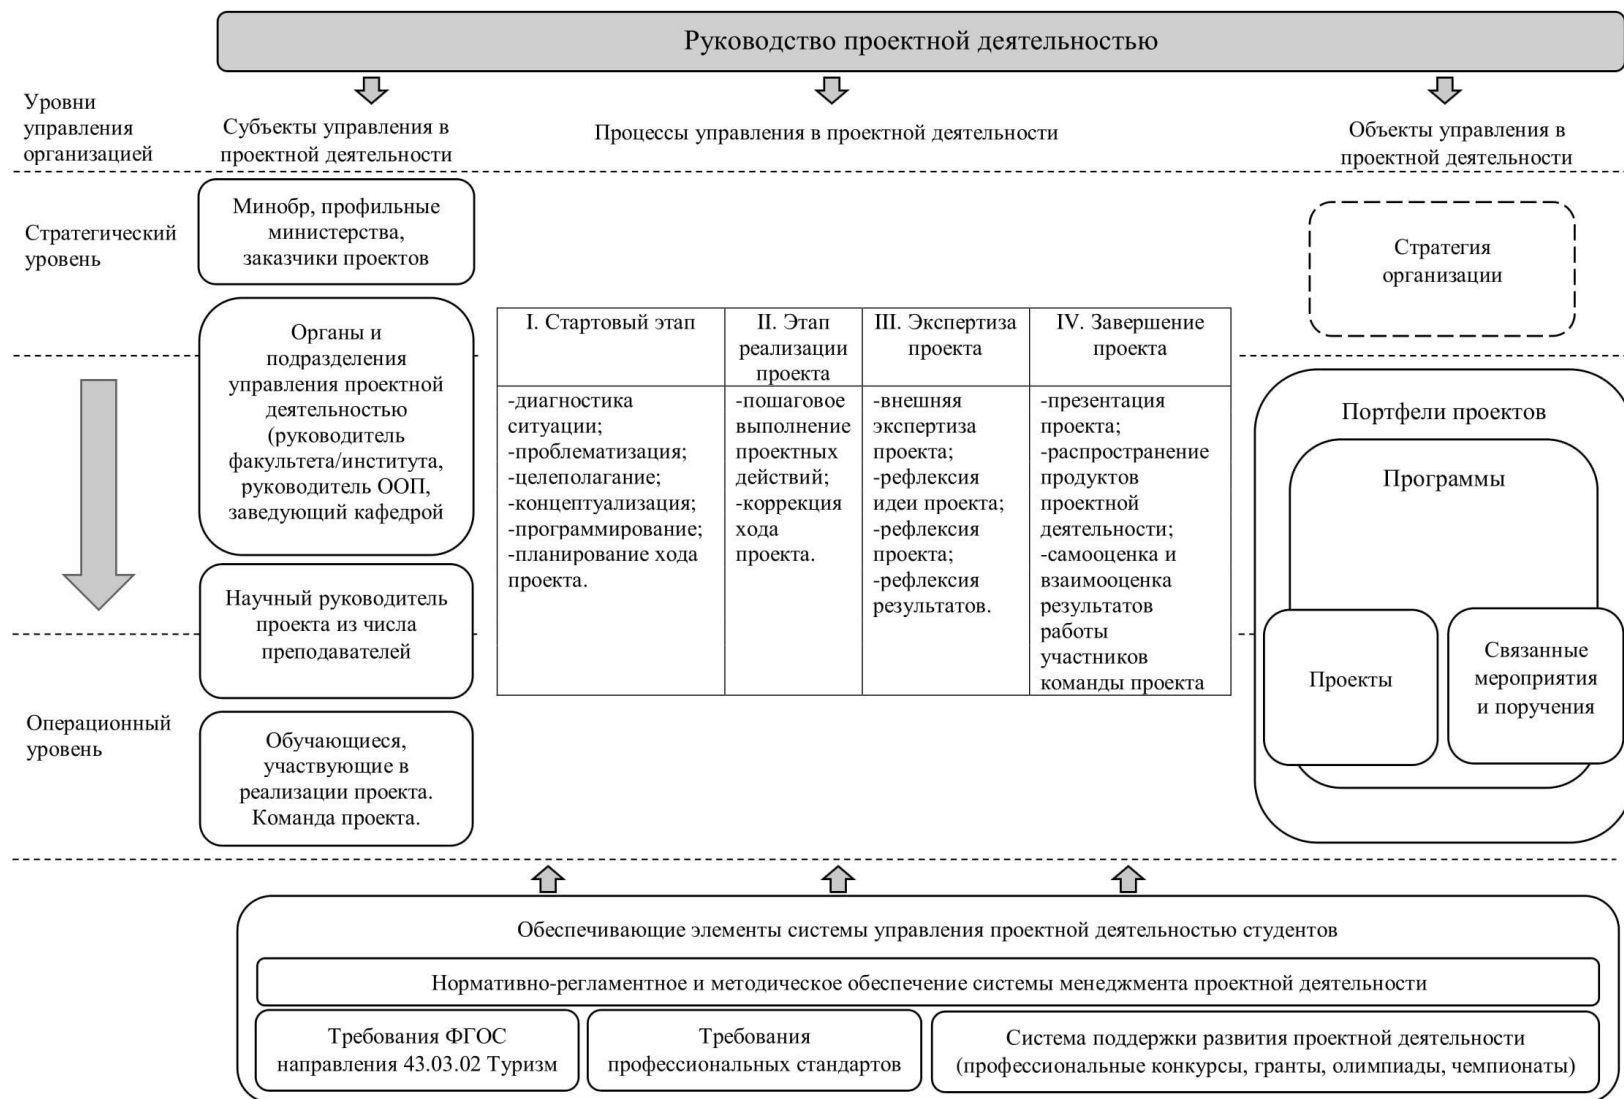 Руководство проектной деятельностью
Уровни
управления
организацией
Субъекты управления в
проектной деятельности
Процессы управления в проектной деятельности
Объекты управления в
проектной деятельности
Стратегический
уровень
Минобр, профильные
министерства,
заказчики проектов
Органы и
подразделения
управления проектной
деятельностью
(руководитель
факультета/института,
руководитель ООП,
заведующий кафедрой
Научный руководитель
проекта из числа
преподавателей
Операционный
уровень
Обучающиеся,
участвующие в
реализации проекта.
Команда проекта.
I. Стартовый этап
II. Этап
реализации
проекта
III. Экспертиза
проекта
IV. Завершение
проекта
-диагностика
ситуации;
-проблематизация;
-целеполагание;
-концептуализация;
-программирование;
-планирование хода
проекта.
-пошаговое
выполнение
проектных
действий;
-коррекция
хода
проекта.
-внешняя
экспертиза
проекта;
-рефлексия
идеи проекта;
-рефлексия
проекта;
-рефлексия
результатов.
-презентация
проекта;
-распространение
продуктов
проектной
деятельности;
-самооценка и
взаимооценка
результатов
работы
участников
команды проекта
Стратегия
организации
Портфели проектов
Программы
Проекты
Связанные
мероприятия
и поручения
Обеспечивающие элементы системы управления проектной деятельностью студентов
Нормативно-регламентное и методическое обеспечение системы менеджмента проектной деятельности
Требования ФГОС
направления 43.03.02 Туризм
Требования
профессиональных стандартов
Система поддержки развития проектной деятельности
(профессиональные конкурсы, гранты, олимпиады, чемпионаты)